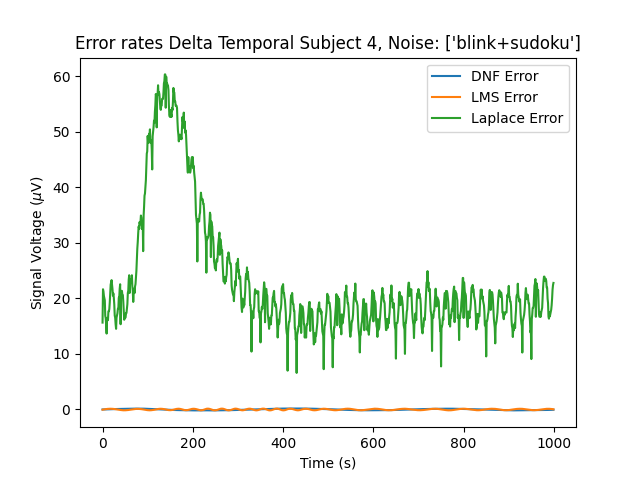 Error rates Delta Temporal Subject 4, Noise: ['blink+sudoku']
DNF Error
LMS Error
Laplace Error
Signal Voltage (μV)
60
50
40
30
20
10
0
0 200 400 600 800 1000
Time (s)